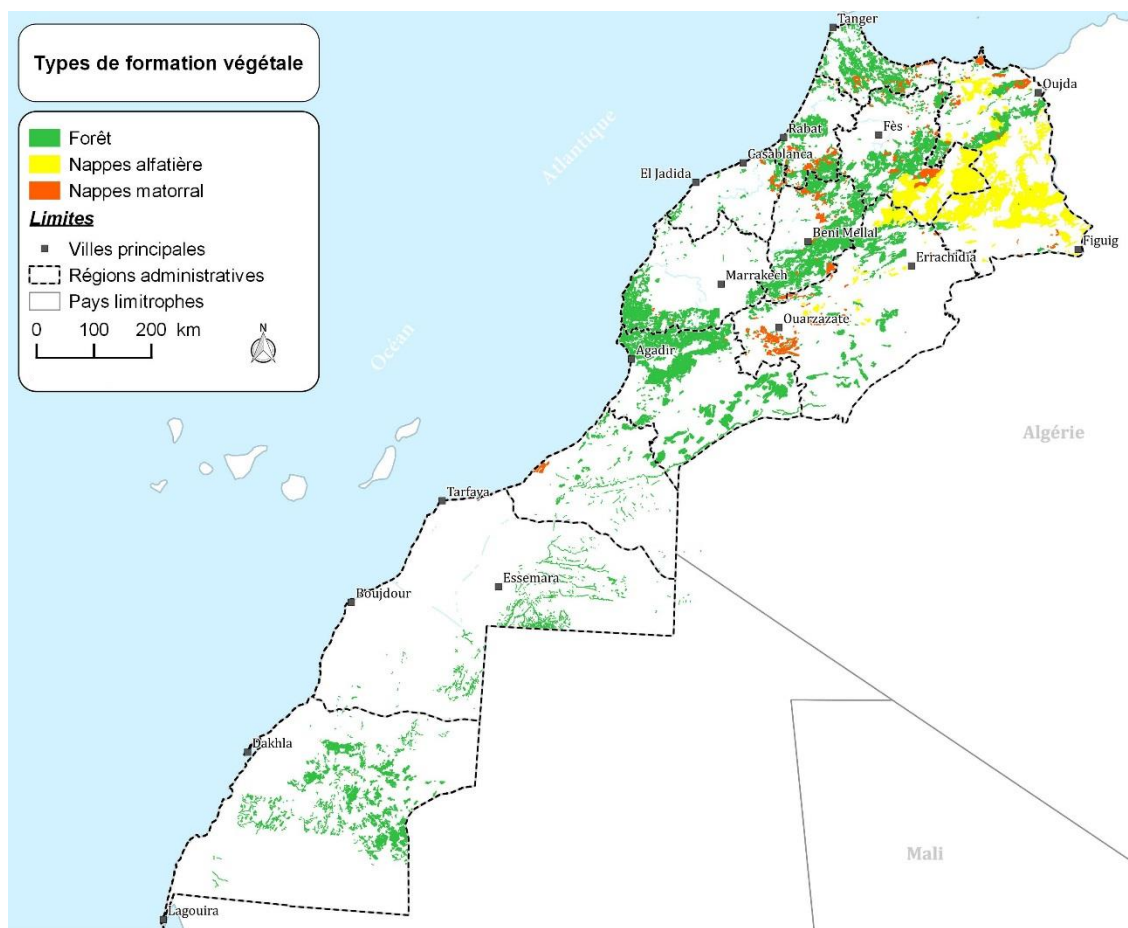 Types de formation végétale
Forêt
Nappes alfatière
Nappes matorral
Limites
Villes principales
Régions administratives
Pays limitrophes
0 100 200 km
N
Tanger
Oujda
Rabat
Fès
Casablanca
El Jadida
Atlantique
Beni Mellal
Figuig
Errachidia
Marrakech
Ouarzazate
Océan
Agadir
Algérie
Tarfaya
Essemara
Boujdour
Dakhla
Mali
Lagouira